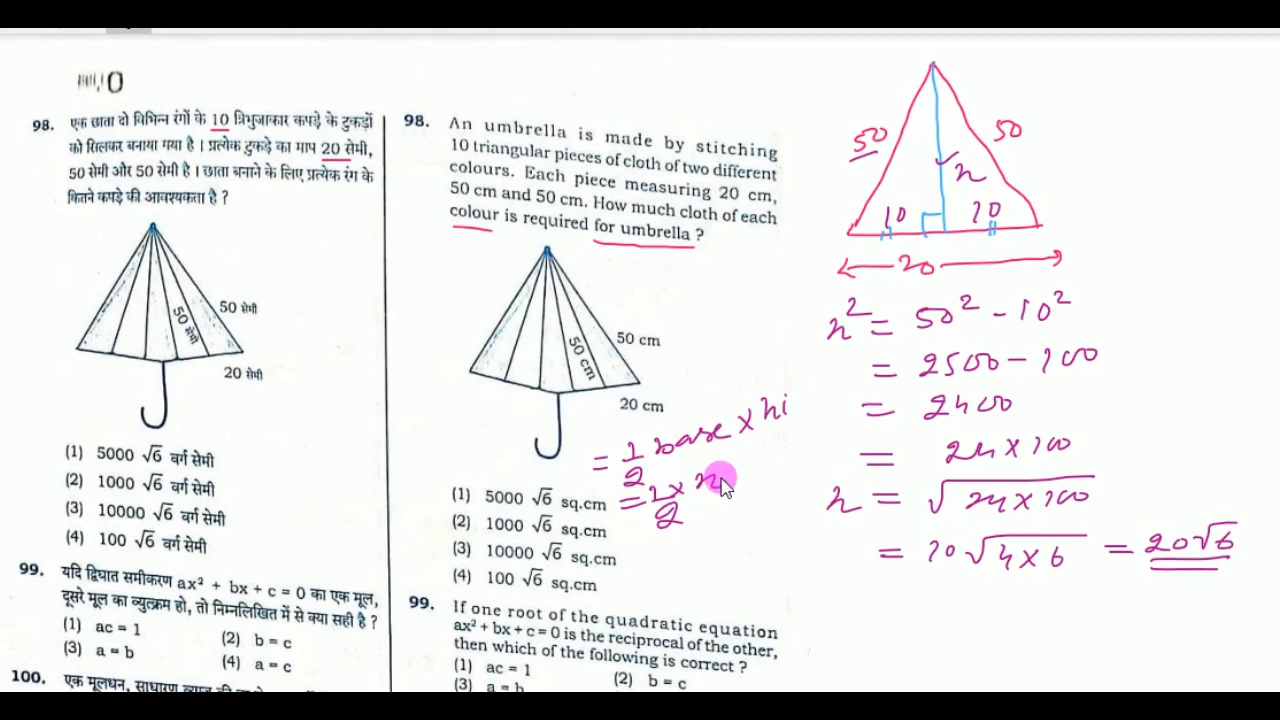 98. एक छाता दो विभिन्न रंगों के 10 त्रिभुजाकार कपड़े के टुकड़ों
को सिलकर बनाया गया है । प्रत्येक टुकड़े का माप 20 सेमी,
50 सेमी और 50 सेमी है । छाता बनाने के लिए प्रत्येक रंग के
कितने कपड़े की आवश्यकता है ?
50 सेमी
50 सेमी
20 सेमी
(1) 5000 √6 वर्ग सेमी
(2) 1000 √6 वर्ग सेमी
(3) 10000 √6 वर्ग सेमी
(4) 100 √6 वर्ग सेमी
99. यदि द्विघात समीकरण ax² + bx + c = 0 का एक मूल,
दूसरे मूल का व्युत्क्रम हो, तो निम्नलिखित में से क्या सही है ?
(1) ac = 1
(2) b = c
(3) a = b
(4) a = c
100. एक मूलधन, साधारण ब्याज की
98. An umbrella is made by stitching
10 triangular pieces of cloth of two different
colours. Each piece measuring 20 cm,
50 cm and 50 cm. How much cloth of each
colour is required for umbrella ?
50 cm
50 cm
20 cm
(1) 5000 √6 sq.cm
(2) 1000 √6 sq.cm
(3) 10000 √6 sq.cm
(4) 100 √6 sq.cm
99. If one root of the quadratic equation
ax² + bx + c = 0 is the reciprocal of the other,
then which of the following is correct ?
(1) ac = 1
(2) b = c
(3) a = b
= 1/2 base × hi
= 1/2 ×
50
50
h
10
10
20
h² = 50² - 10²
= 2500 - 100
= 2400
= 24 × 100
h = √24 × 100
= 10 √4 × 6 = 20√6